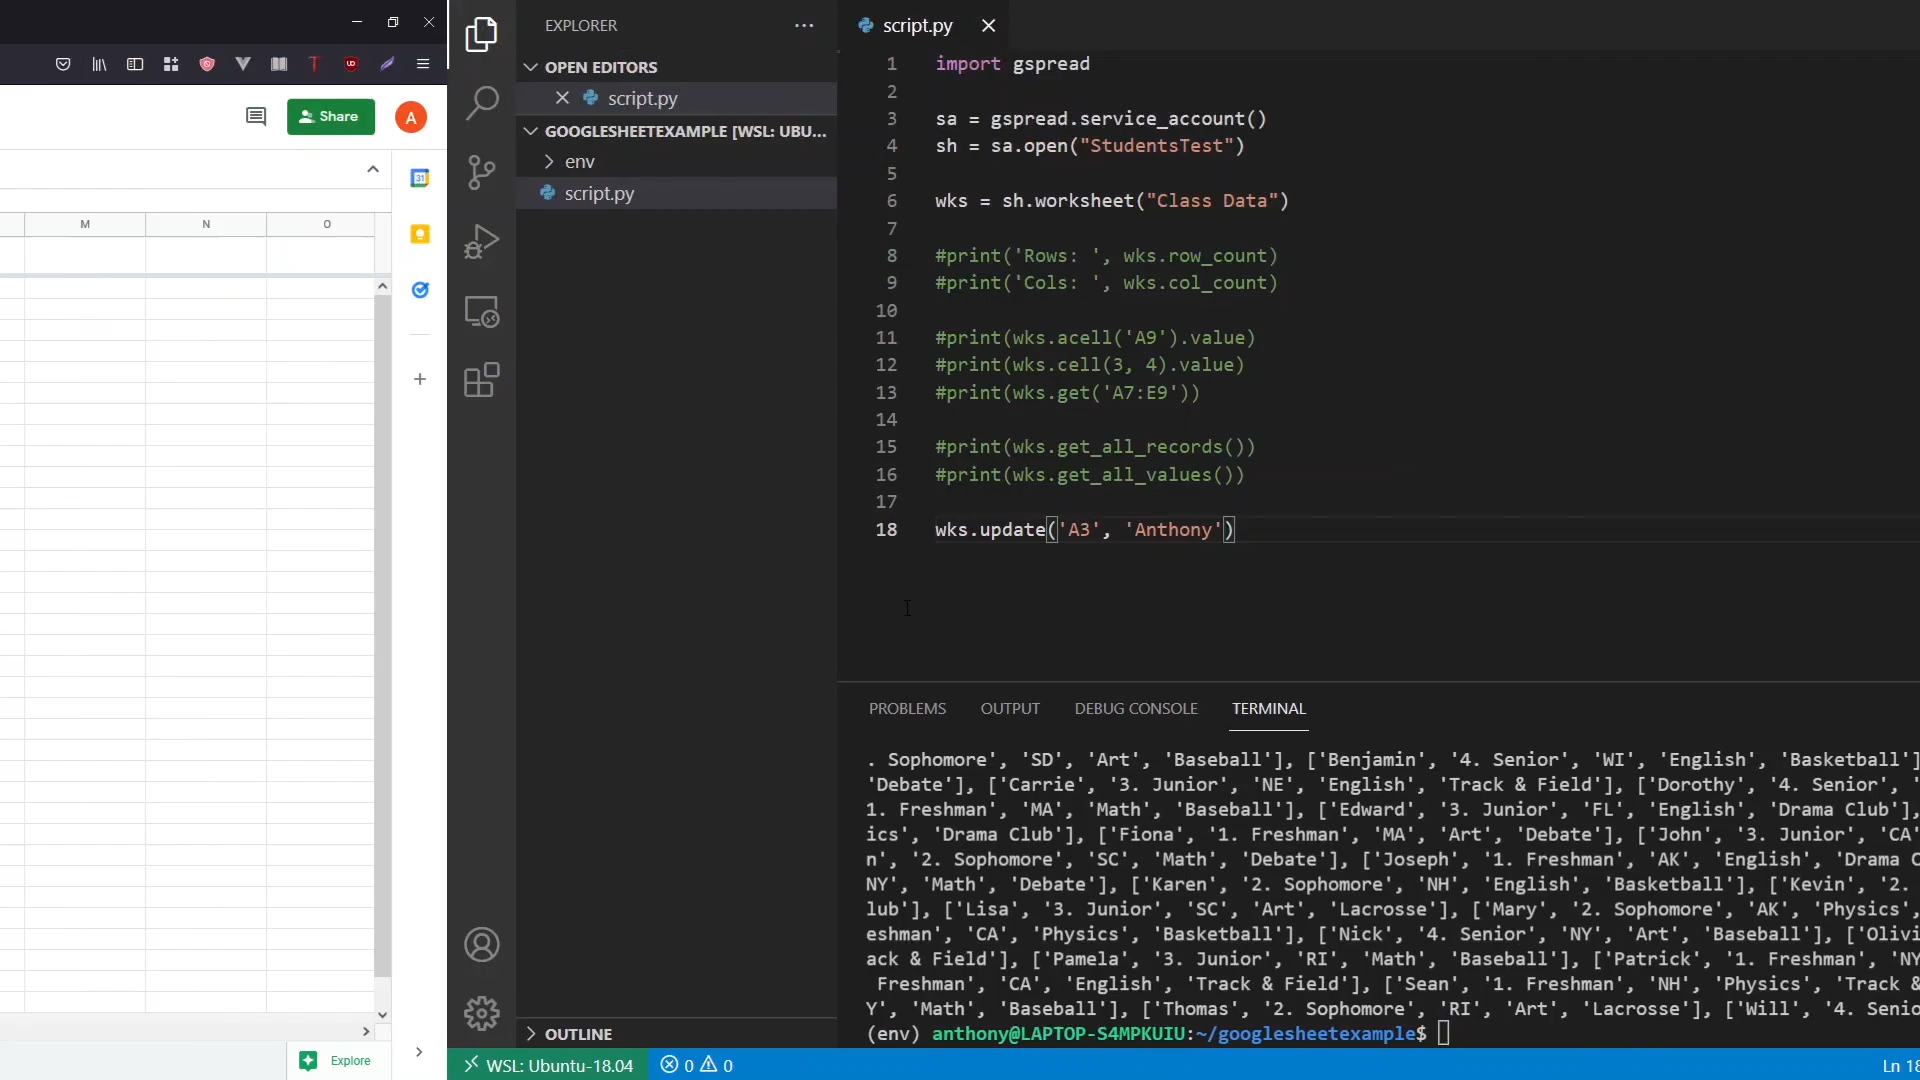 Share
A
31
M N O
Explore
UD
EXPLORER
OPEN EDITORS
script.py
GOOGLESHEETEXAMPLE [WSL: UBU...
env
script.py
script.py
1 import gspread
2
3 sa = gspread.service_account()
4 sh = sa.open("StudentsTest")
5
6 wks = sh.worksheet("Class Data")
7
8 #print('Rows: ', wks.row_count)
9 #print('Cols: ', wks.col_count)
10
11 #print(wks.acell('A9').value)
12 #print(wks.cell(3, 4).value)
13 #print(wks.get('A7:E9'))
14
15 #print(wks.get_all_records())
16 #print(wks.get_all_values())
17
18 wks.update('A3', 'Anthony')
PROBLEMS OUTPUT DEBUG CONSOLE TERMINAL
. Sophomore', 'SD', 'Art', 'Baseball'], ['Benjamin', '4. Senior', 'WI', 'English', 'Basketball']
'Debate'], ['Carrie', '3. Junior', 'NE', 'English', 'Track & Field'], ['Dorothy', '4. Senior', '
1. Freshman', 'MA', 'Math', 'Baseball'], ['Edward', '3. Junior', 'FL', 'English', 'Drama Club'],
ics', 'Drama Club'], ['Fiona', '1. Freshman', 'MA', 'Art', 'Debate'], ['John', '3. Junior', 'CA'
n', '2. Sophomore', 'SC', 'Math', 'Debate'], ['Joseph', '1. Freshman', 'AK', 'English', 'Drama C
NY', 'Math', 'Debate'], ['Karen', '2. Sophomore', 'NH', 'English', 'Basketball'], ['Kevin', '2.
lub'], ['Lisa', '3. Junior', 'SC', 'Art', 'Lacrosse'], ['Mary', '2. Sophomore', 'AK', 'Physics',
eshman', 'CA', 'Physics', 'Basketball'], ['Nick', '4. Senior', 'NY', 'Art', 'Baseball'], ['Olivi
ack & Field'], ['Pamela', '3. Junior', 'RI', 'Math', 'Baseball'], ['Patrick', '1. Freshman', 'NY
Freshman', 'CA', 'English', 'Track & Field'], ['Sean', '1. Freshman', 'NH', 'Physics', 'Track &
Y', 'Math', 'Baseball'], ['Thomas', '2. Sophomore', 'RI', 'Art', 'Lacrosse'], ['Will', '4. Senio
(env) anthony@LAPTOP-S4MPKUIU:~/googlesheetexample$
OUTLINE
WSL: Ubuntu-18.04 0 0
Ln 18